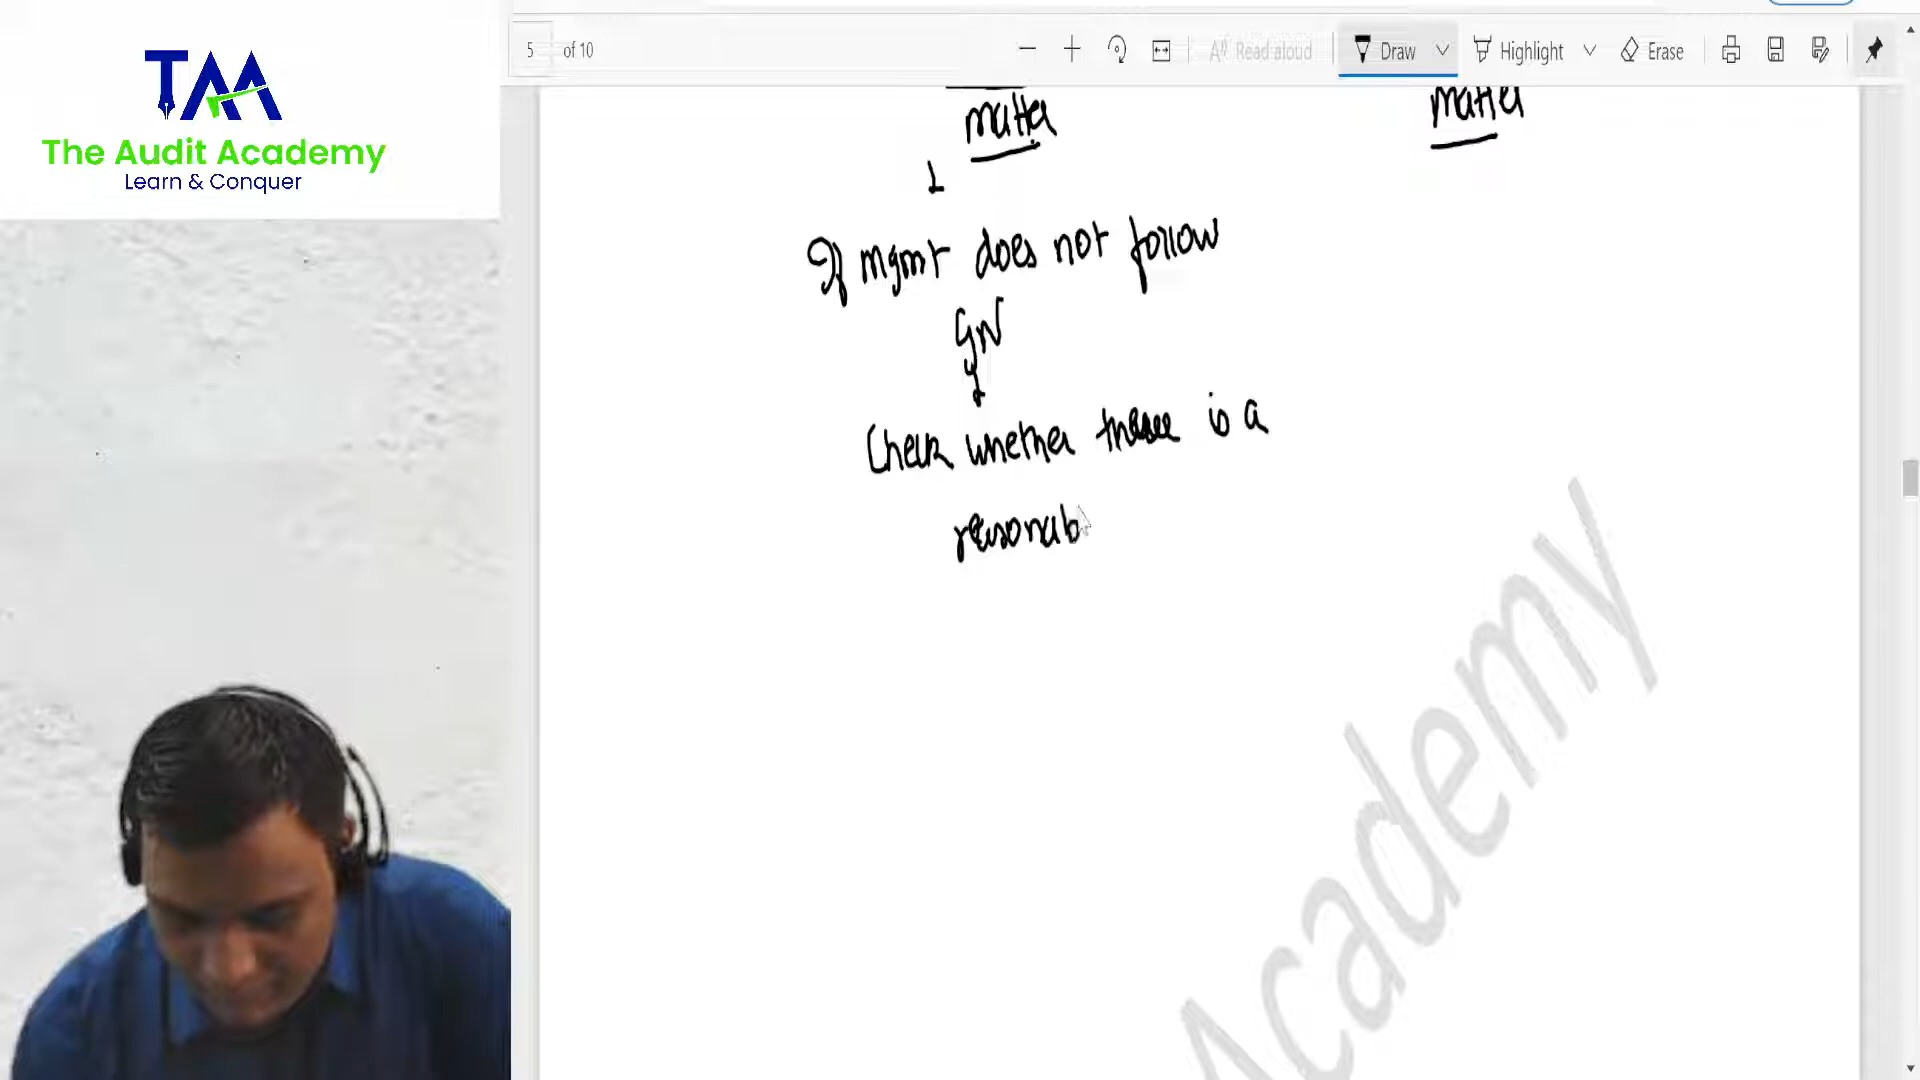 TAA
The Audit Academy
Learn & Conquer
5 of 10
Read aloud
Draw
Highlight
Erase
matter
matter
If mgmt does not follow
GN
Check whether there is a
reasonab
Academy